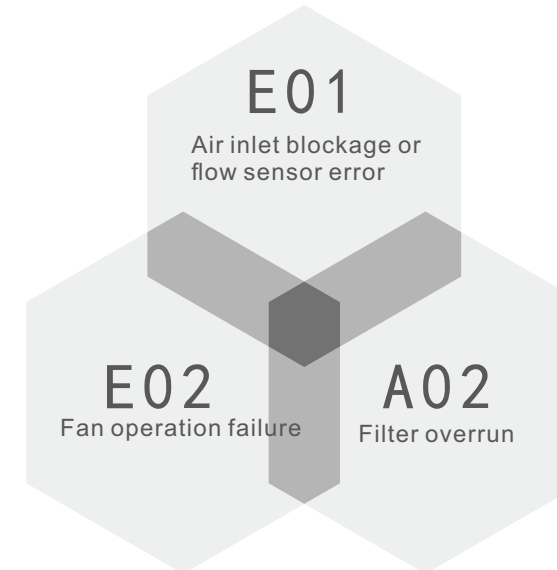 E01
Air inlet blockage or
flow sensor error
E02
Fan operation failure
A02
Filter overrun